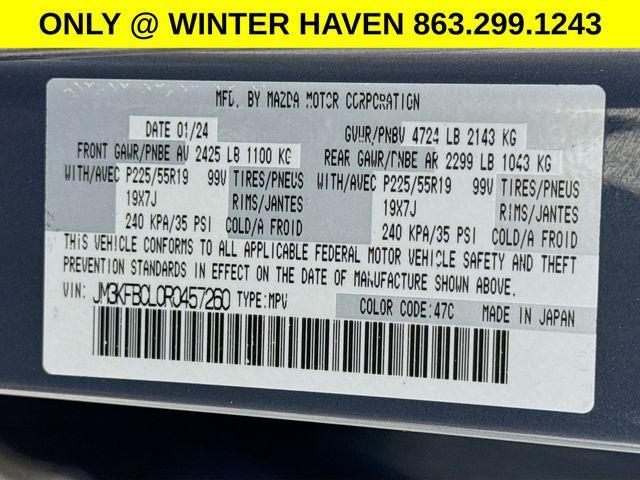 ONLY @ WINTER HAVEN 863.299.1243
MFD. BY MAZDA MOTOR CORPORATION
DATE 01/24 GVWR/PNBV 4724 LB 2143 KG
FRONT GAWR/PNBE AV 2425 LB 1100 KG REAR GAWR/PNBE AR 2299 LB 1043 KG
WITH/AVEC P225/55R19 99V TIRES/PNEUS WITH/AVEC P225/55R19 99V TIRES/PNEUS
19X7J RIMS/JANTES 19X7J RIMS/JANTES
240 KPA/35 PSI COLD/A FROID 240 KPA/35 PSI COLD/A FROID
THIS VEHICLE CONFORMS TO ALL APPLICABLE FEDERAL MOTOR VEHICLE SAFETY AND THEFT
PREVENTION STANDARDS IN EFFECT ON THE DATE OF MANUFACTURE SHOWN ABOVE.
VIN: JM3KFBCL0R0457260 TYPE:MPV COLOR CODE:47C MADE IN JAPAN